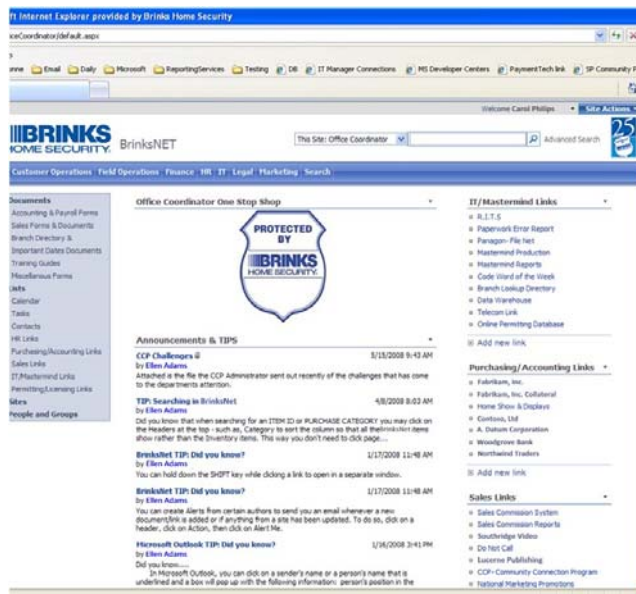 ft Internet Explorer provided by Brinks Home Security
ceCoordinator/default.aspx
Email Daily Microsoft ReportingServices Testing DB IT Manager Connections MS Developer Centers PaymentTech link SP Community P
Welcome Carol Philips Site Actions
BRINKS
HOME SECURITY.
BrinksNET
This Site: Office Coordinator
Advanced Search
25
Customer Operations Field Operations Finance HR IT Legal Marketing Search
Documents
Accounting & Payroll Forms
Sales Forms & Documents
Branch Directory &
Important Dates Documents
Training Guides
Miscellanous Forms
Lists
Calendar
Tasks
Contacts
HR Links
Purchasing/Accounting Links
Sales Links
IT/Mastermind Links
Permitting/Licensing Links
Sites
People and Groups
Office Coordinator One Stop Shop
PROTECTED
BY
BRINKS
HOME SECURITY.
Announcements & TIPS
CCP Challenges 5/15/2008 9:43 AM
by Ellen Adams
Attached is the file the CCP Administrator sent out recently of the challenges that has come
to the departments attention.
TIP: Searching in BrinksNet 4/8/2008 8:03 AM
by Ellen Adams
Did you know that when searching for an ITEM ID or PURCHASE CATEGORY you may click on
the Headers at the top - such as, Category to sort the column so that all the BrinksNet items
show rather than the Inventory items. This way you don't need to click page....
BrinksNet TIP: Did you know? 1/17/2008 11:48 AM
by Ellen Adams
You can hold down the SHIFT key while clicking a link to open in a separate window.
BrinksNet TIP: Did you know? 1/17/2008 11:48 AM
by Ellen Adams
You can create Alerts from certain authors to send you an email whenever a new
document/link is added or if anything from a site has been updated. To do so, click on a
header, click on Action, then click on Alert Me.
Microsoft Outlook TIP: Did you know? 1/16/2008 3:41 PM
by Ellen Adams
Did you know.....
In Microsoft Outlook, you can click on a sender's name or a person's name that is
underlined and a box will pop up with the following information: person's position in the
IT/Mastermind Links
R.I.T.S
Paperwork Error Report
Panagon- File Net
Mastermind Production
Mastermind Reports
Code Word of the Week
Branch Lookup Directory
Data Warehouse
Telecom Link
Online Permitting Database
Add new link
Purchasing/Accounting Links
Fabrikam, Inc.
Fabrikam, Inc. Collateral
Home Show & Displays
Contoso, Ltd
A. Datum Corporation
Woodgrove Bank
Northwind Traders
Add new link
Sales Links
Sales Commission System
Sales Commission Reports
Southridge Video
Do Not Call
Lucerne Publishing
CCP- Community Connection Program
National Marketing Promotions